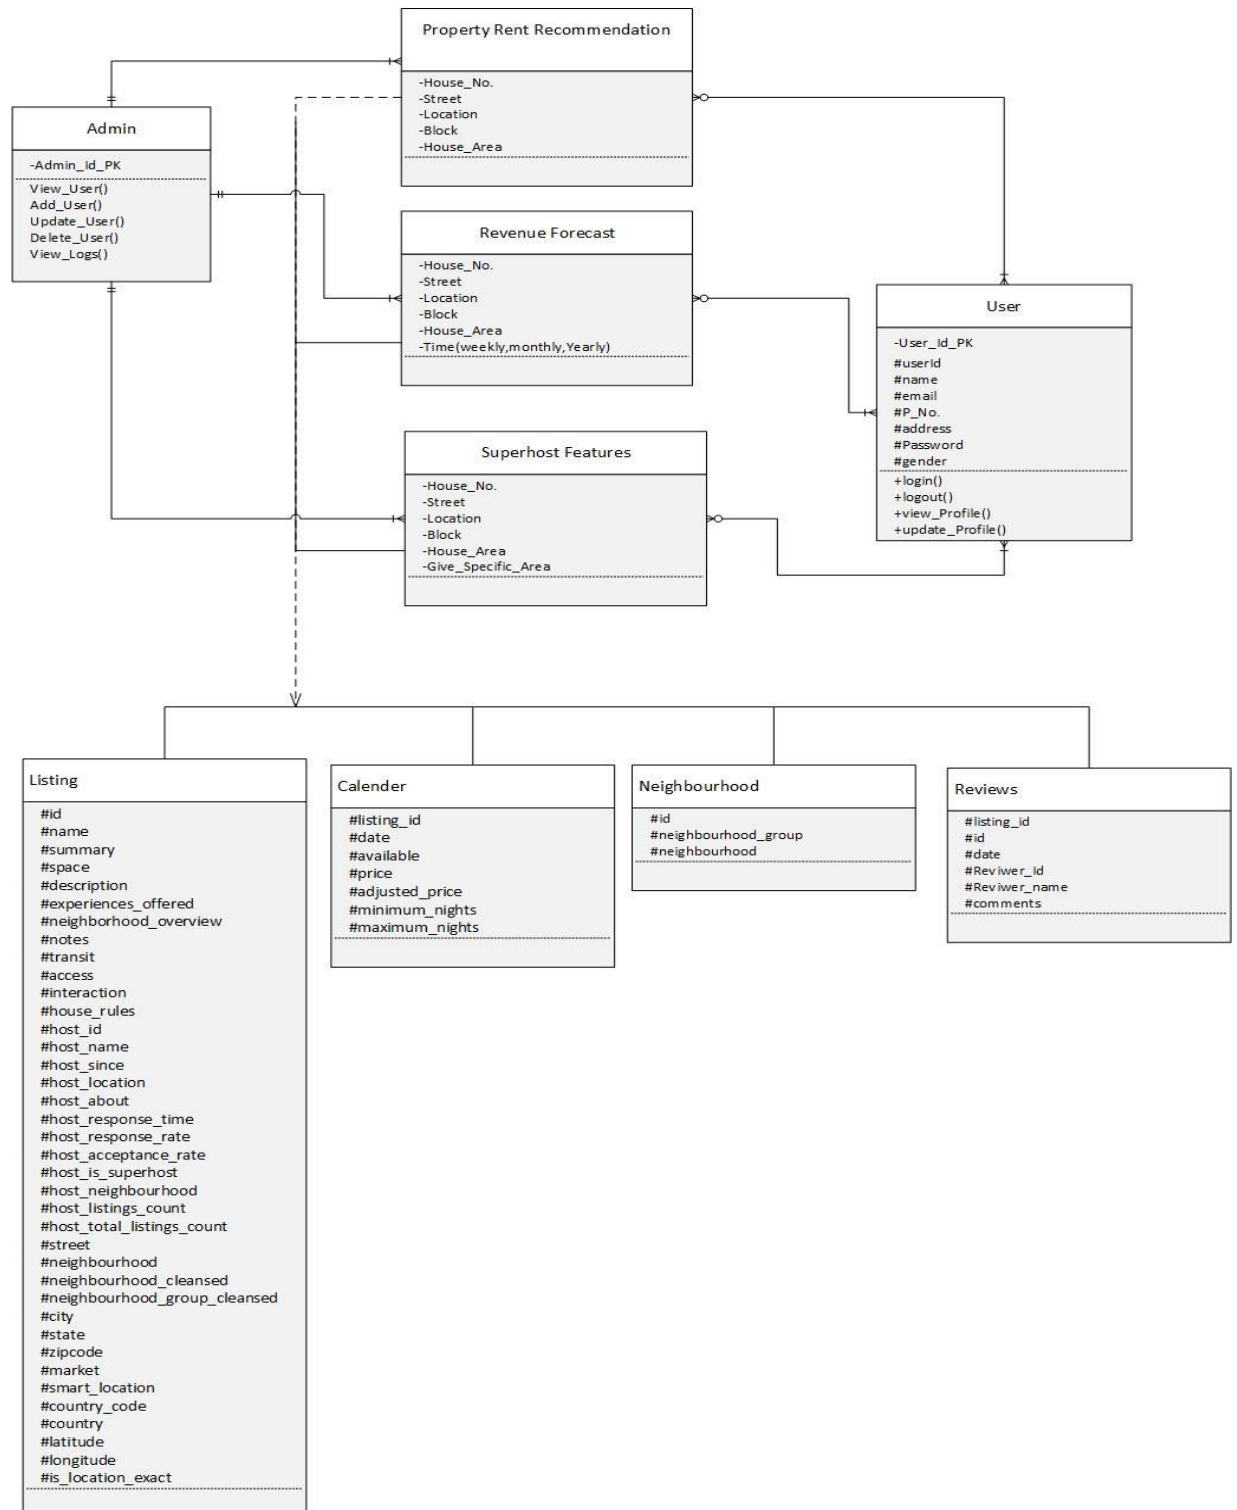 Property Rent Recommendation
-House_No.
-Street
-Location
-Block
-House_Area
Admin
-Admin_Id_PK
View_User()
Add_User()
Update_User()
Delete_User()
View_Logs()
Revenue Forecast
-House_No.
-Street
-Location
-Block
-House_Area
-Time(weekly,monthly,Yearly)
User
-User_Id_PK
#userId
#name
#email
#P_No.
#address
#Password
#gender
+login()
+logout()
+view_Profile()
+update_Profile()
Superhost Features
-House_No.
-Street
-Location
-Block
-House_Area
-Give_Specific_Area
Listing
#id
#name
#summary
#space
#description
#experiences_offered
#neighborhood_overview
#notes
#transit
#access
#interaction
#house_rules
#host_id
#host_name
#host_since
#host_location
#host_about
#host_response_time
#host_response_rate
#host_acceptance_rate
#host_is_superhost
#host_neighbourhood
#host_listings_count
#host_total_listings_count
#street
#neighbourhood
#neighbourhood_cleansed
#neighbourhood_group_cleansed
#city
#state
#zipcode
#market
#smart_location
#country_code
#country
#latitude
#longitude
#is_location_exact
Calender
#listing_id
#date
#available
#price
#adjusted_price
#minimum_nights
#maximum_nights
Neighbourhood
#id
#neighbourhood_group
#neighbourhood
Reviews
#listing_id
#id
#date
#Reviwer_Id
#Reviwer_name
#comments